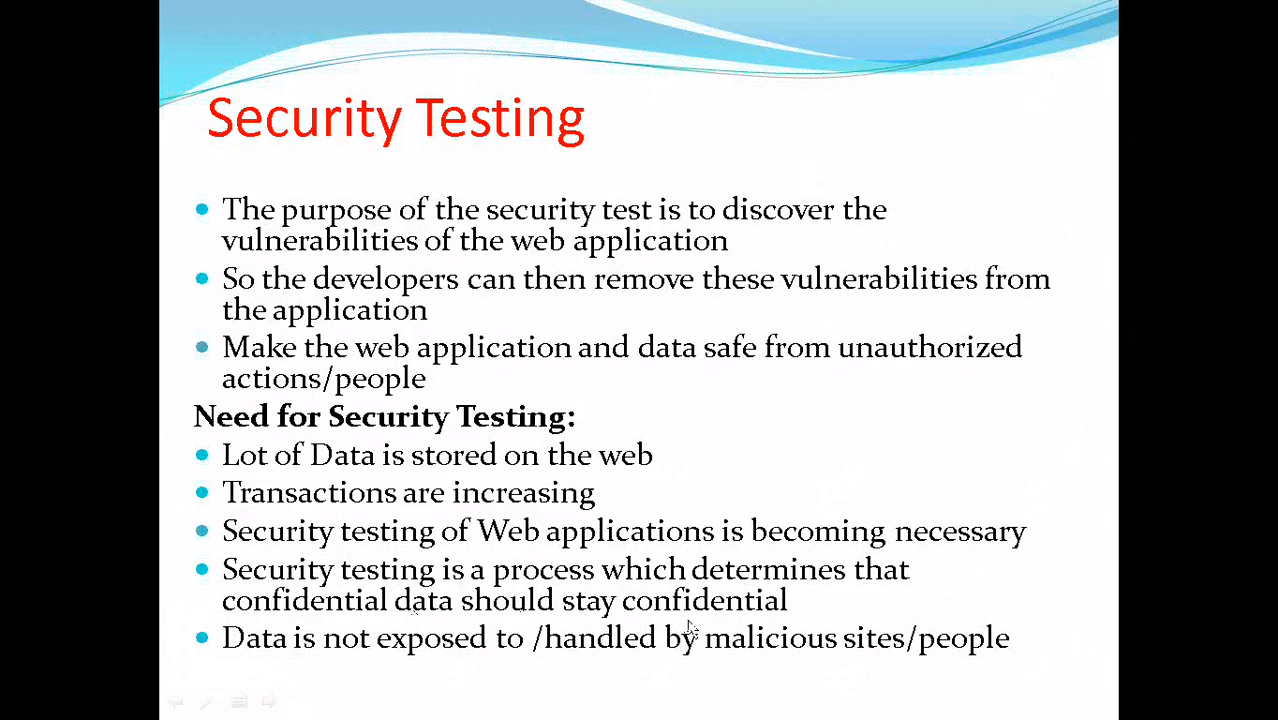 Security Testing
The purpose of the security test is to discover the
vulnerabilities of the web application
So the developers can then remove these vulnerabilities from
the application
Make the web application and data safe from unauthorized
actions/people
Need for Security Testing:
Lot of Data is stored on the web
Transactions are increasing
Security testing of Web applications is becoming necessary
Security testing is a process which determines that
confidential data should stay confidential
Data is not exposed to /handled by malicious sites/people